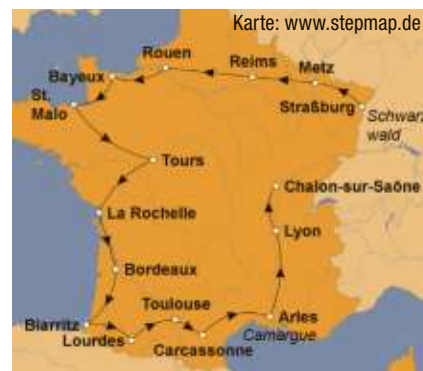 Karte: www.stepmap.de
Rouen
Reims
Metz
Bayeux
St.
Malo
Straßburg
Schwarz
wald
Tours
Chalon-sur-Saône
La Rochelle
Lyon
Bordeaux
Toulouse
Biarritz
Lourdes
Arles
Camargue
Carcassonne